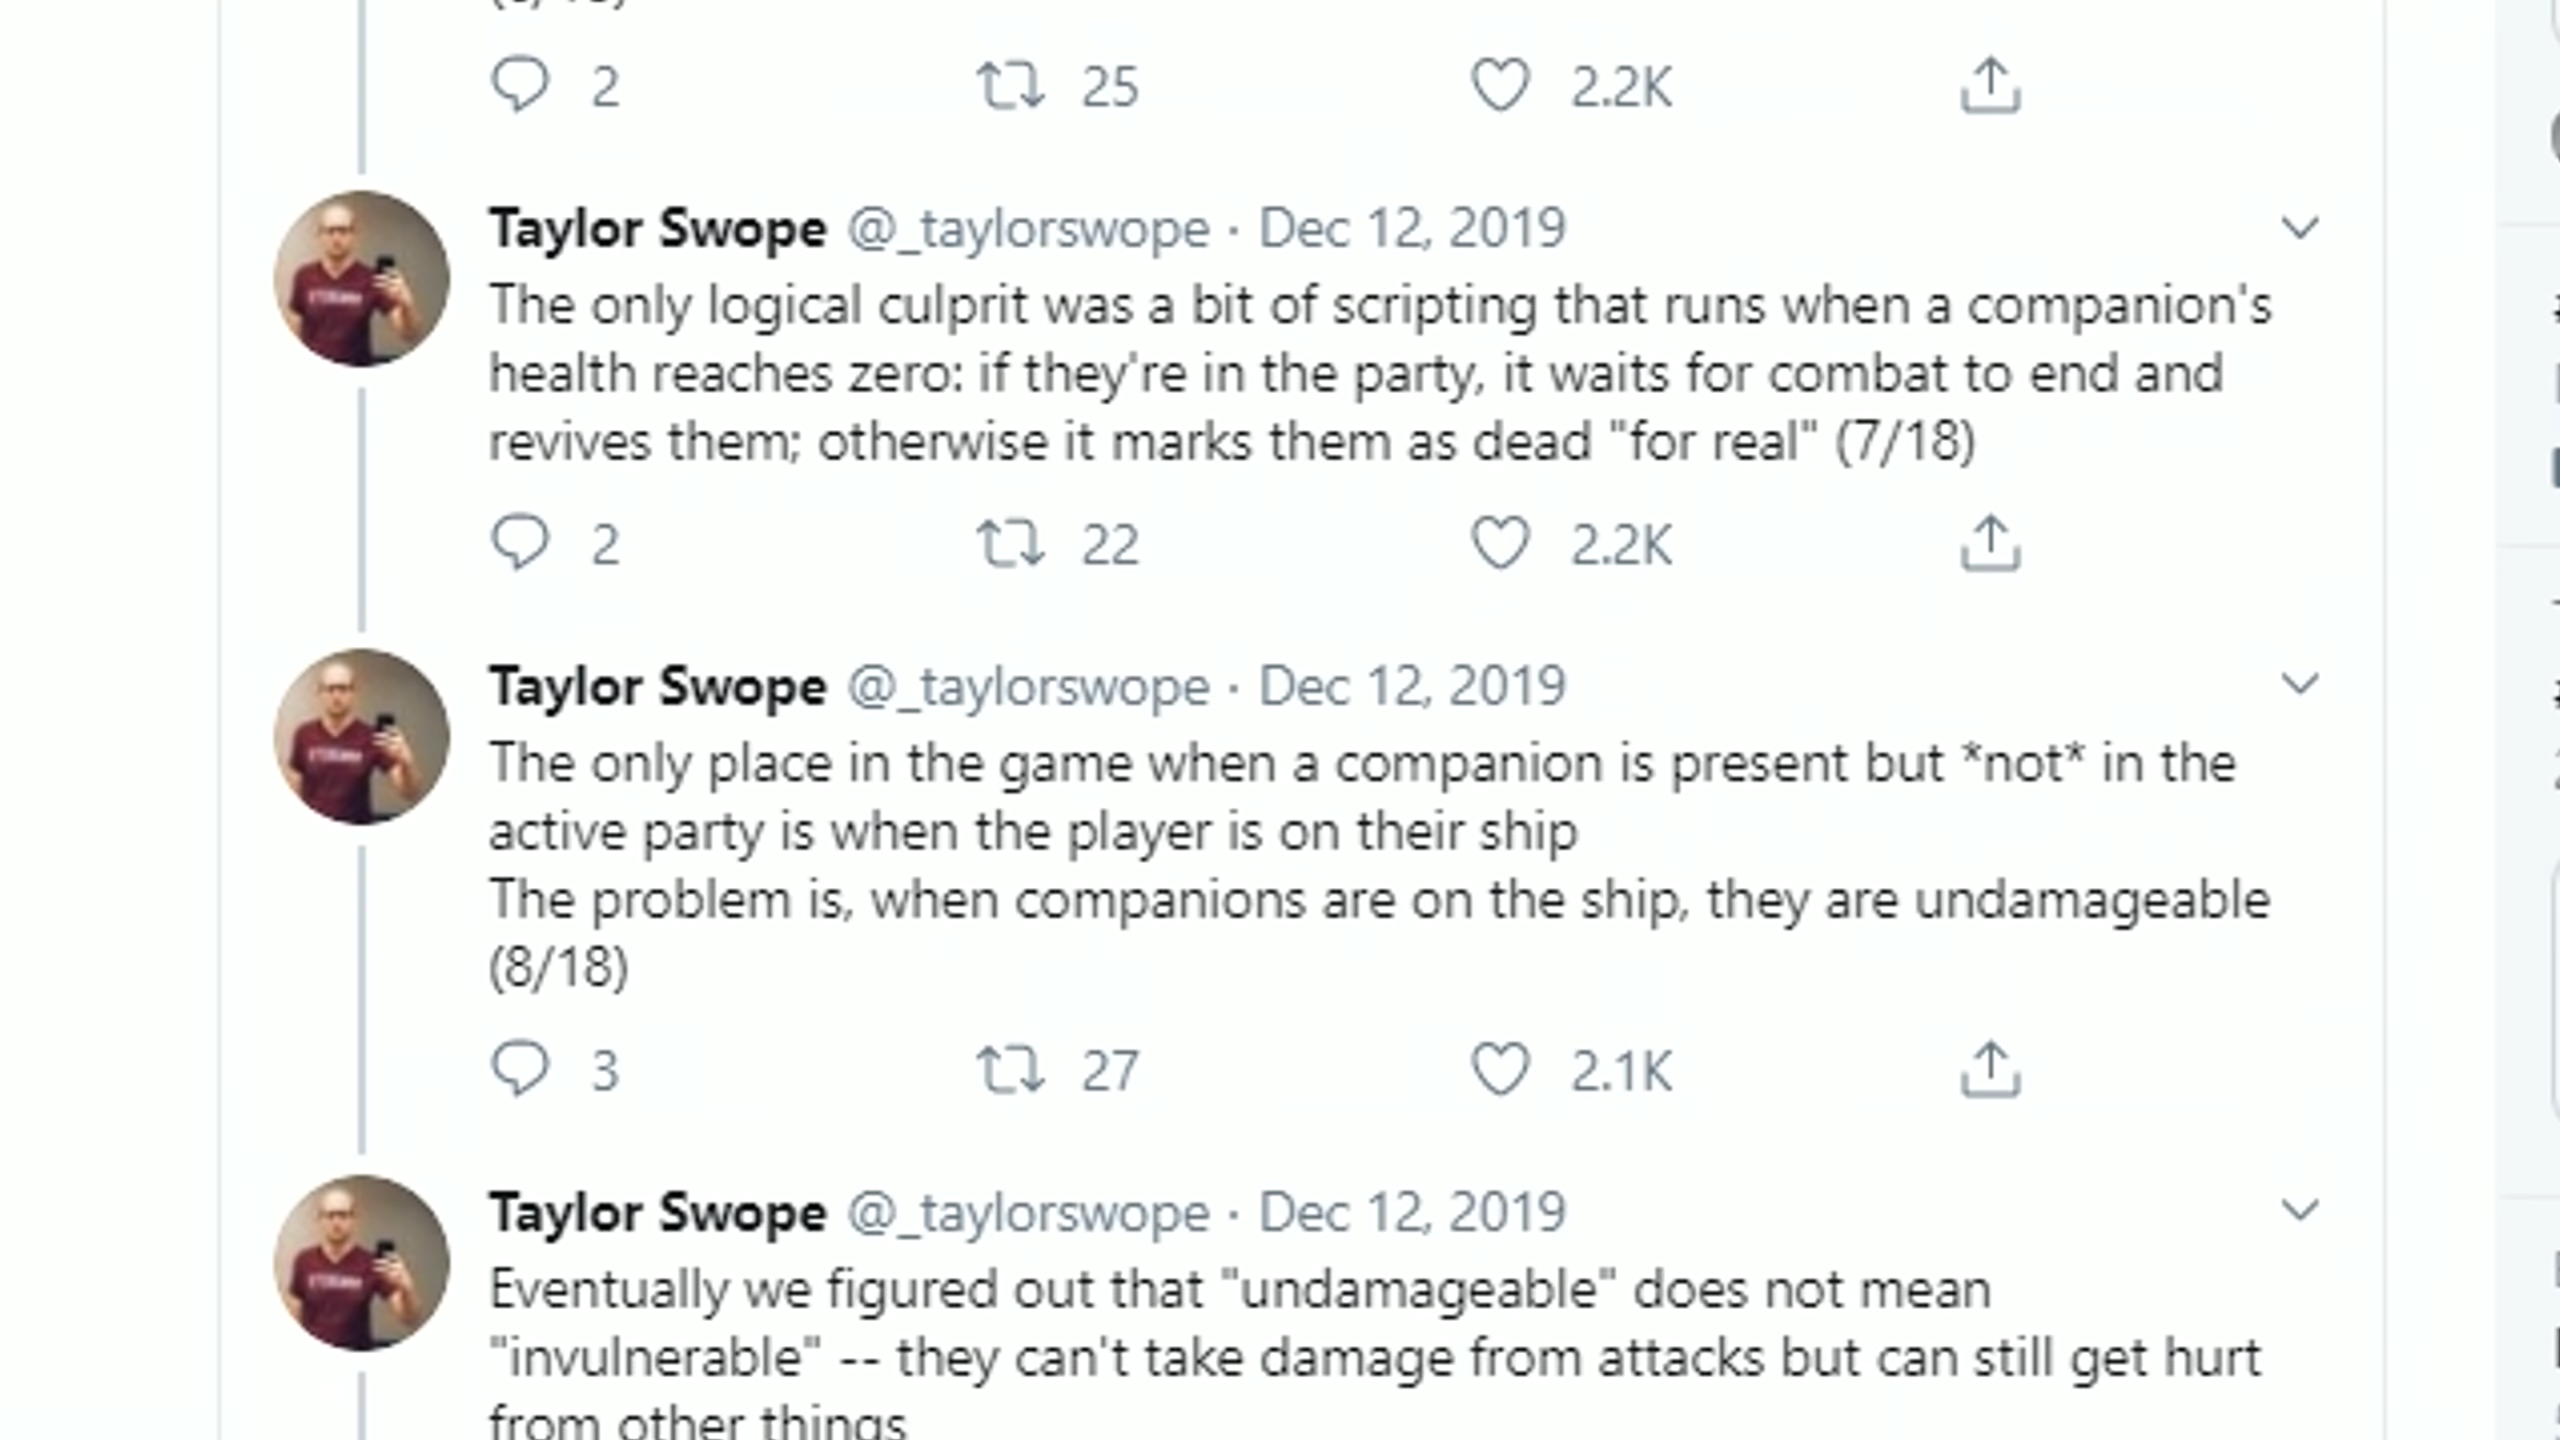 2 25 2.2K
Taylor Swope @_taylorswope · Dec 12, 2019
The only logical culprit was a bit of scripting that runs when a companion's
health reaches zero: if they're in the party, it waits for combat to end and
revives them; otherwise it marks them as dead "for real" (7/18)
2 22 2.2K
Taylor Swope @_taylorswope · Dec 12, 2019
The only place in the game when a companion is present but *not* in the
active party is when the player is on their ship
The problem is, when companions are on the ship, they are undamageable
(8/18)
3 27 2.1K
Taylor Swope @_taylorswope · Dec 12, 2019
Eventually we figured out that "undamageable" does not mean
"invulnerable" -- they can't take damage from attacks but can still get hurt
from other things